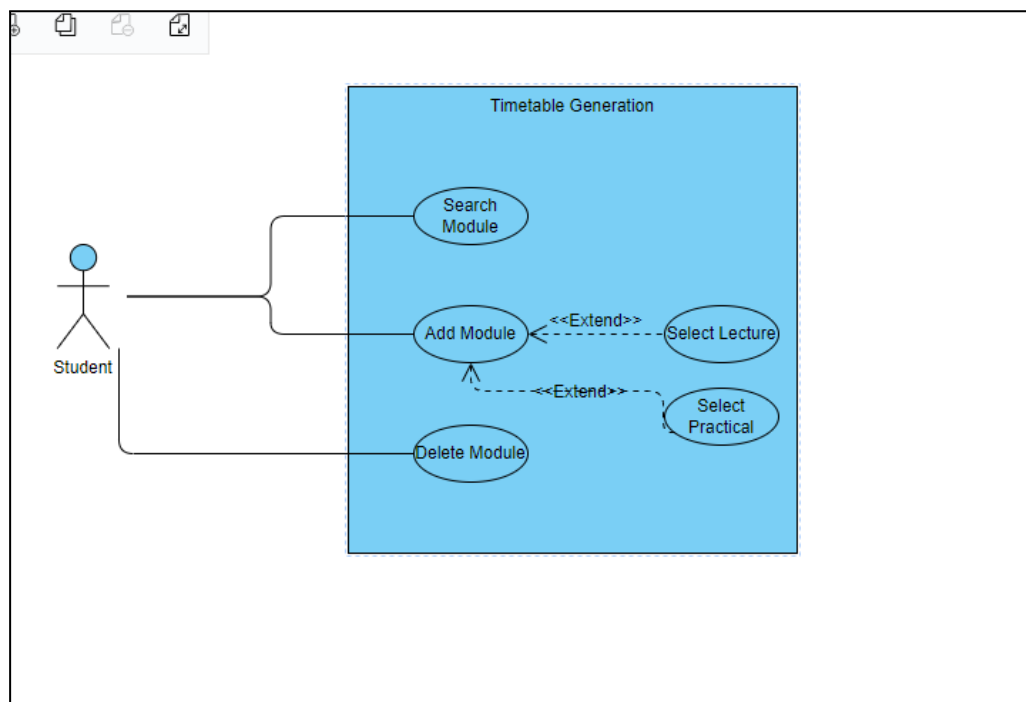 Timetable Generation
Search
Module
Add Module
<<Extend>>
Select Lecture
<<Extend>>
Select
Practical
Student
Delete Module